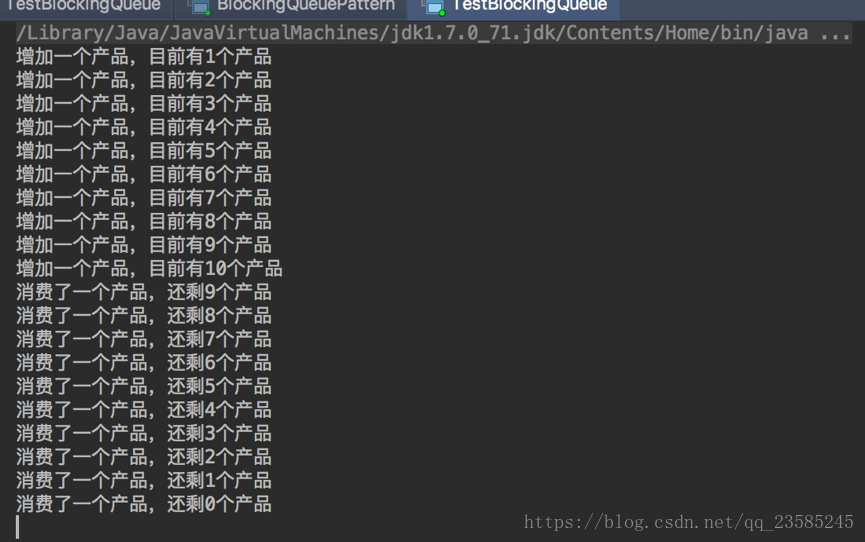 TestBlockingQueue BlockingQueuePattern TestBlockingQueue
/Library/Java/JavaVirtualMachines/jdk1.7.0_71.jdk/Contents/Home/bin/java ...
增加一个产品，目前有1个产品
增加一个产品，目前有2个产品
增加一个产品，目前有3个产品
增加一个产品，目前有4个产品
增加一个产品，目前有5个产品
增加一个产品，目前有6个产品
增加一个产品，目前有7个产品
增加一个产品，目前有8个产品
增加一个产品，目前有9个产品
增加一个产品，目前有10个产品
消费了一个产品，还剩9个产品
消费了一个产品，还剩8个产品
消费了一个产品，还剩7个产品
消费了一个产品，还剩6个产品
消费了一个产品，还剩5个产品
消费了一个产品，还剩4个产品
消费了一个产品，还剩3个产品
消费了一个产品，还剩2个产品
消费了一个产品，还剩1个产品
消费了一个产品，还剩0个产品
https://blog.csdn.net/qq_23585245